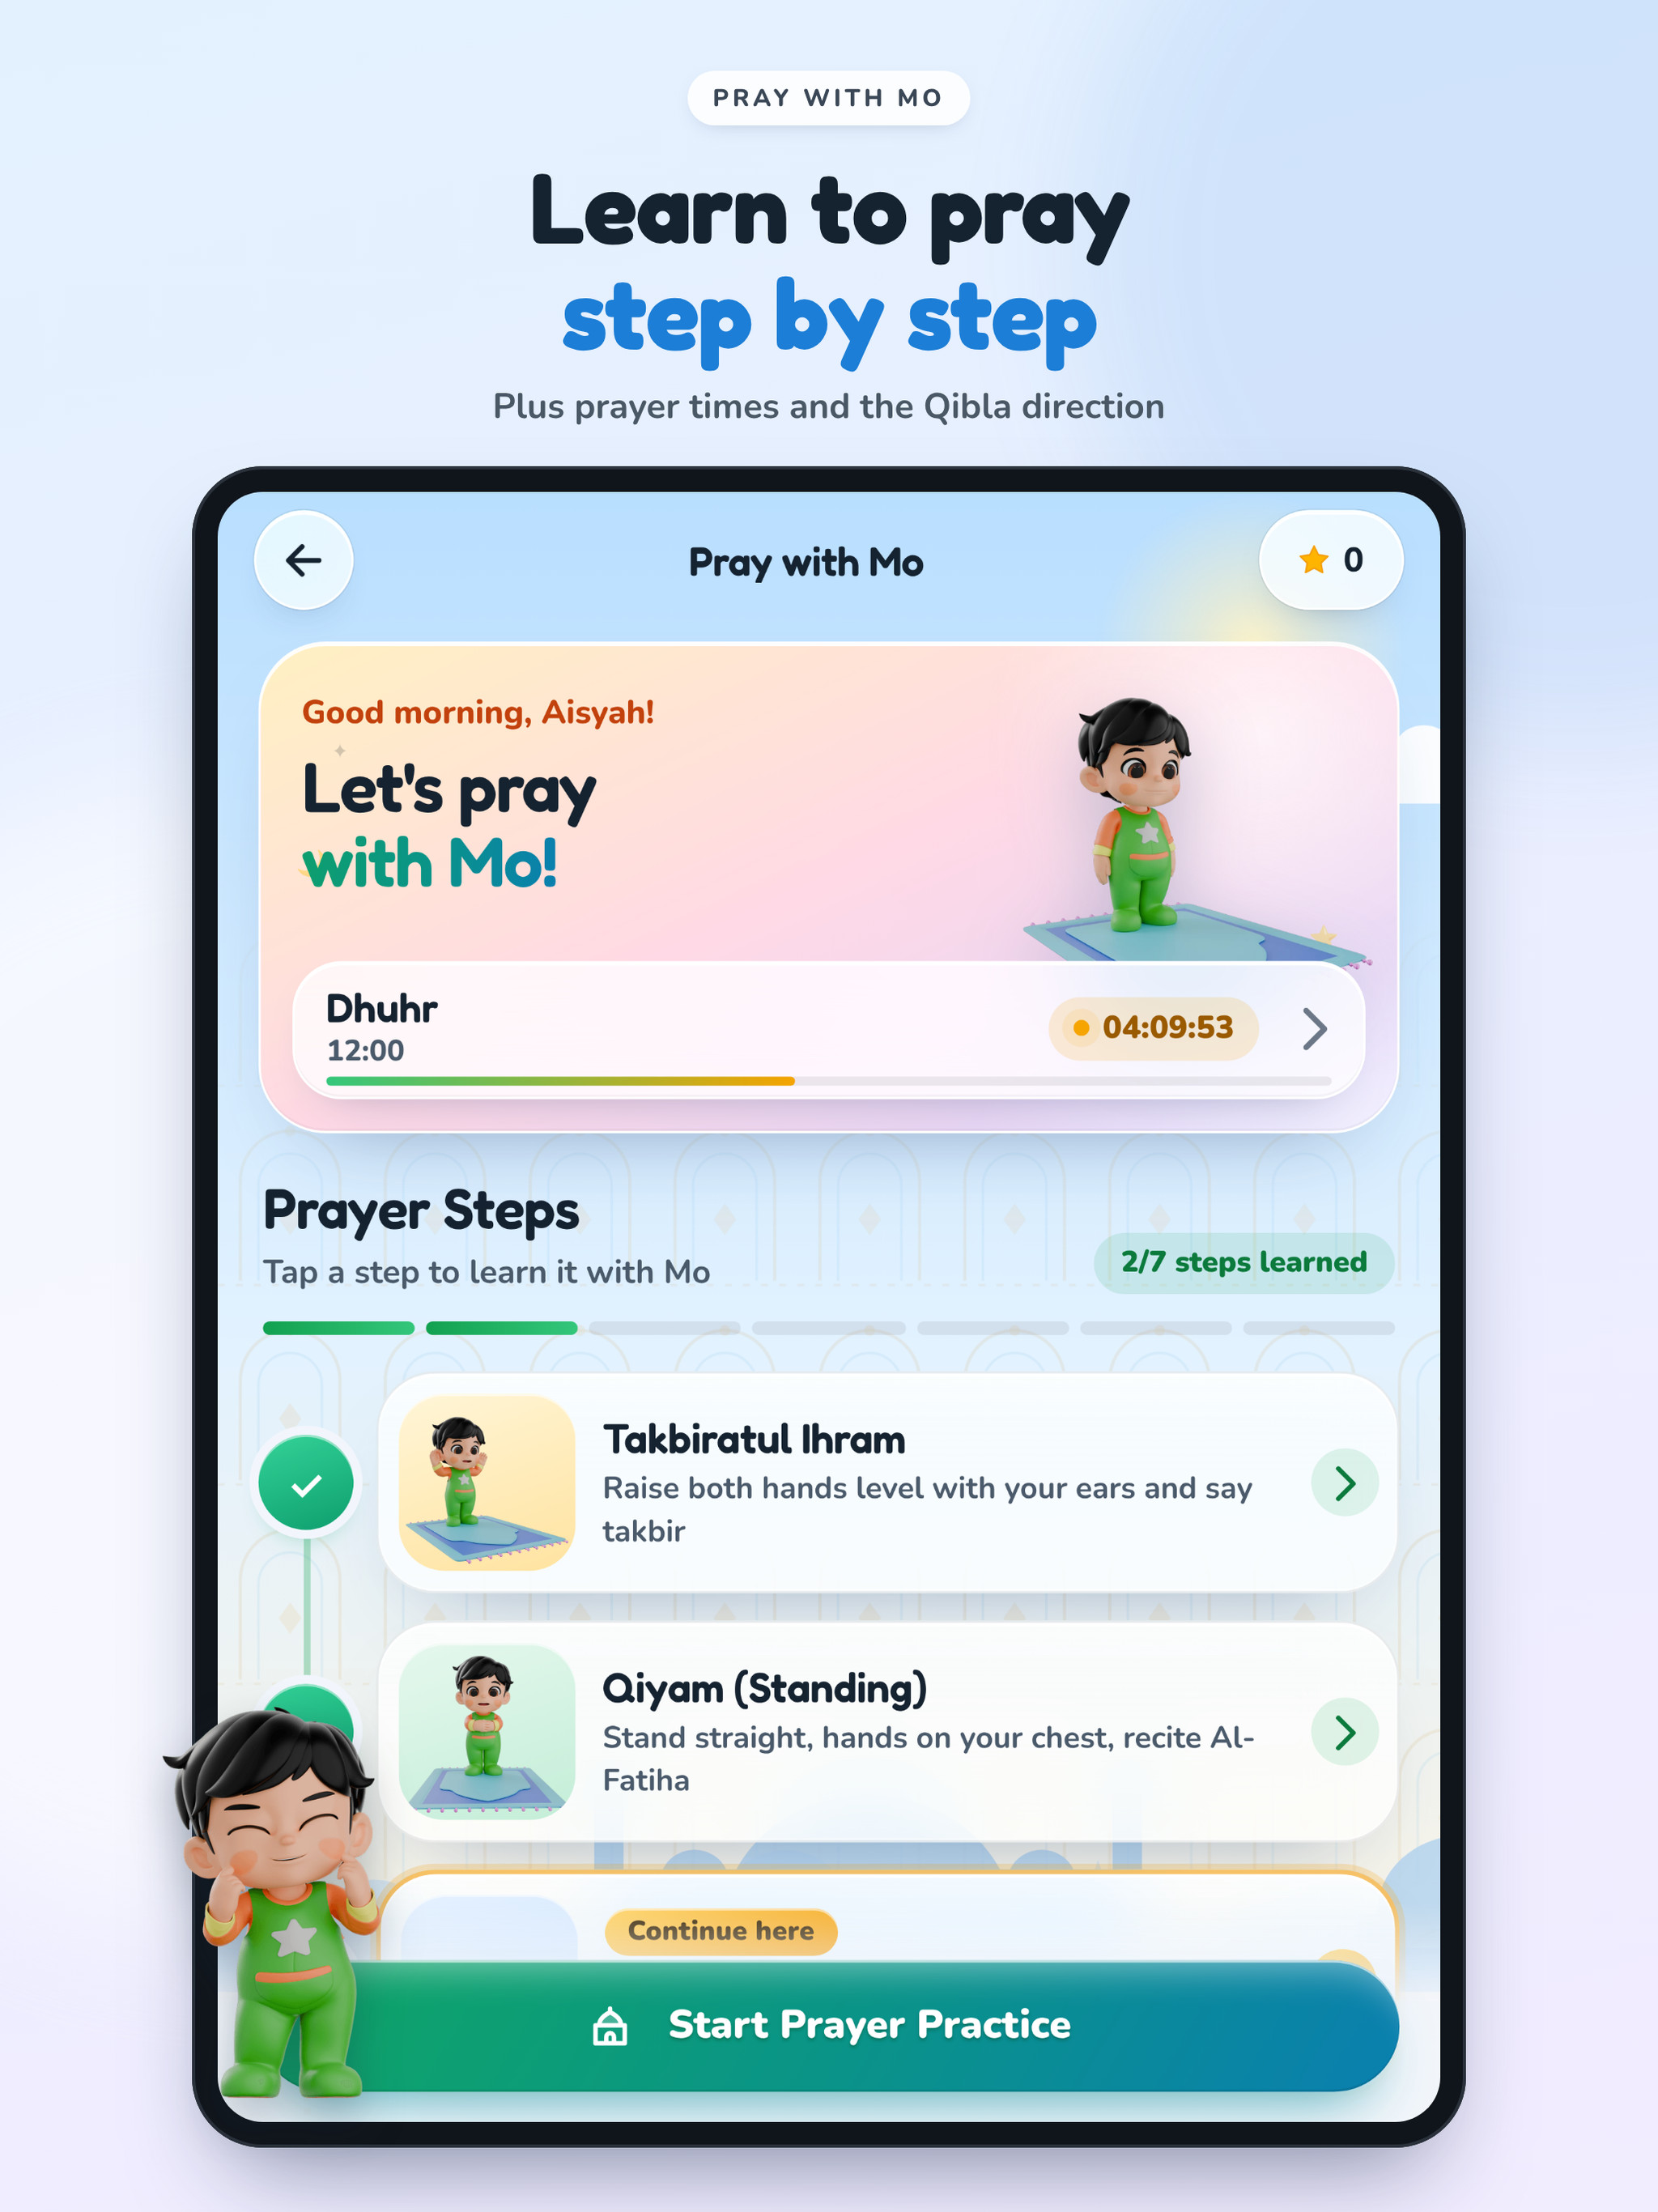 PRAY WITH MO
Learn to pray
step by step
Plus prayer times and the Qibla direction
Pray with Mo
0
Good morning, Aisyah!
Let's pray
with Mo!
Dhuhr
12:00
04:09:53
Prayer Steps
Tap a step to learn it with Mo
2/7 steps learned
Takbiratul Ihram
Raise both hands level with your ears and say
takbir
Qiyam (Standing)
Stand straight, hands on your chest, recite Al-
Fatiha
Continue here
Start Prayer Practice